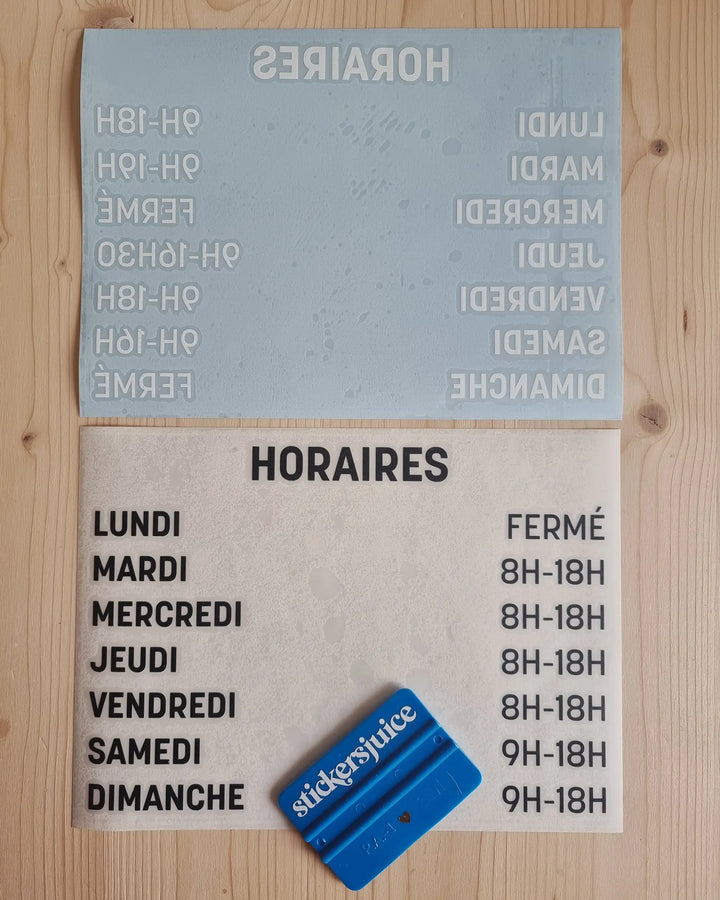 HORAIRES
LUNDI 9H-18H
MARDI 9H-19H
MERCREDI FERMÉ
JEUDI 9H-16H30
VENDREDI 9H-18H
SAMEDI 9H-16H
DIMANCHE FERMÉ
HORAIRES
LUNDI FERMÉ
MARDI 8H-18H
MERCREDI 8H-18H
JEUDI 8H-18H
VENDREDI 8H-18H
SAMEDI 9H-18H
DIMANCHE 9H-18H
stickersjuice